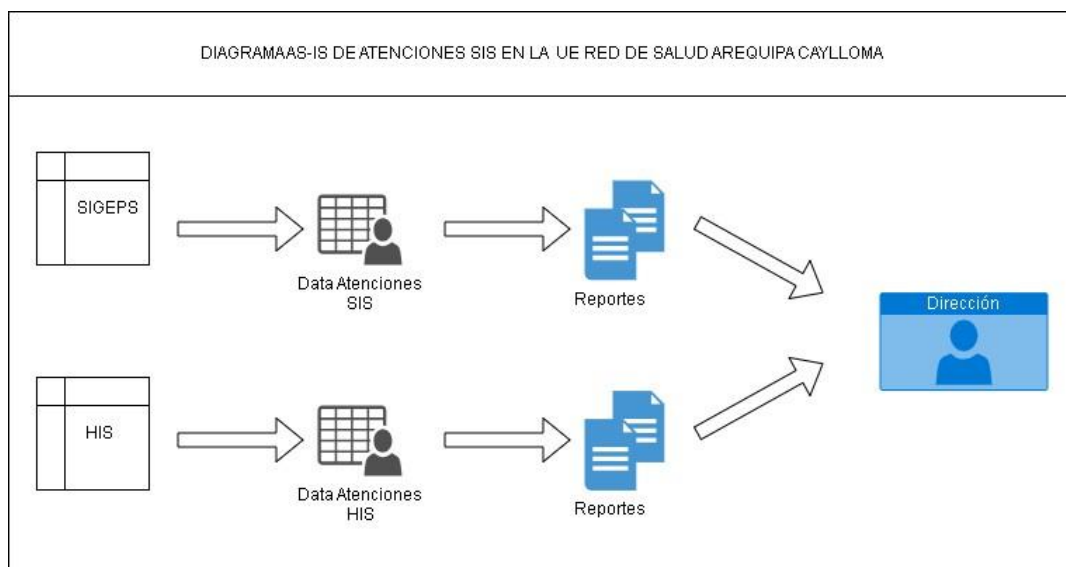 DIAGRAMAAS-IS DE ATENCIONES SIS EN LA UE RED DE SALUD AREQUIPA CAYLLOMA
SIGEPS
Data Atenciones
SIS
Reportes
Dirección
HIS
Data Atenciones
HIS
Reportes